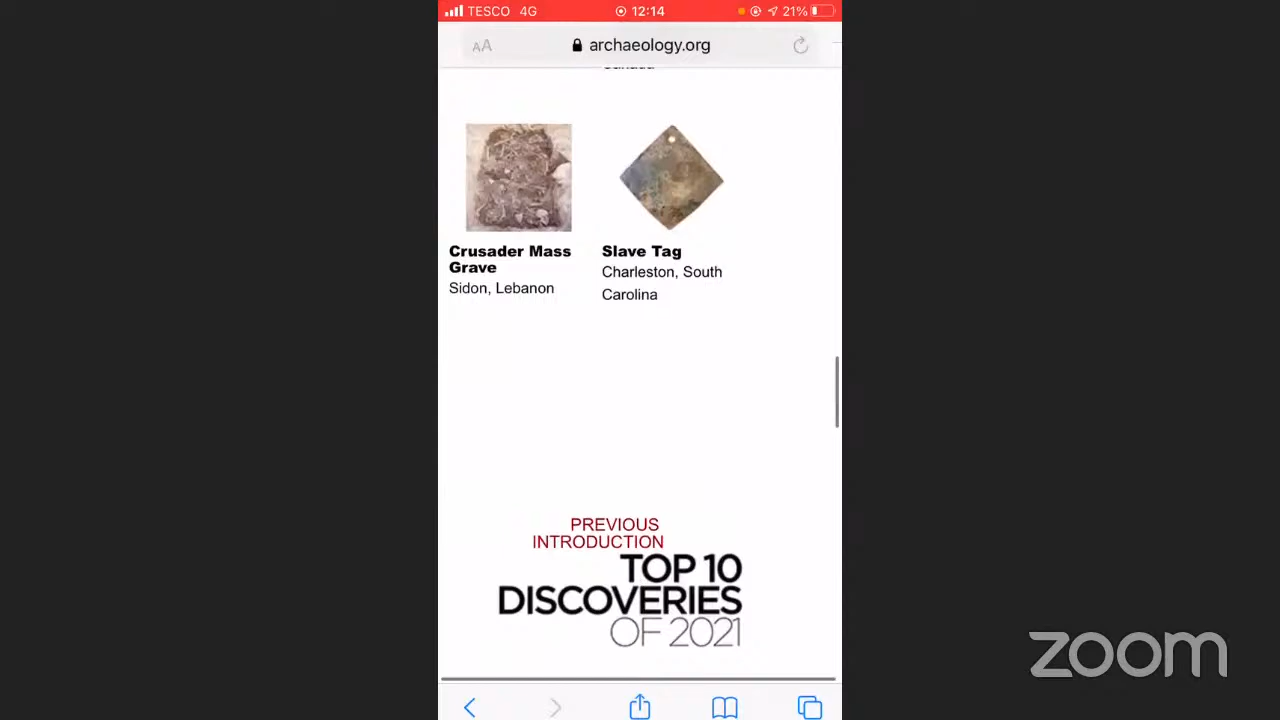 TESCO 4G 12:14 21%
AA archaeology.org
Crusader Mass
Grave
Sidon, Lebanon
Slave Tag
Charleston, South
Carolina
PREVIOUS
INTRODUCTION
TOP 10
DISCOVERIES
OF 2021
zoom